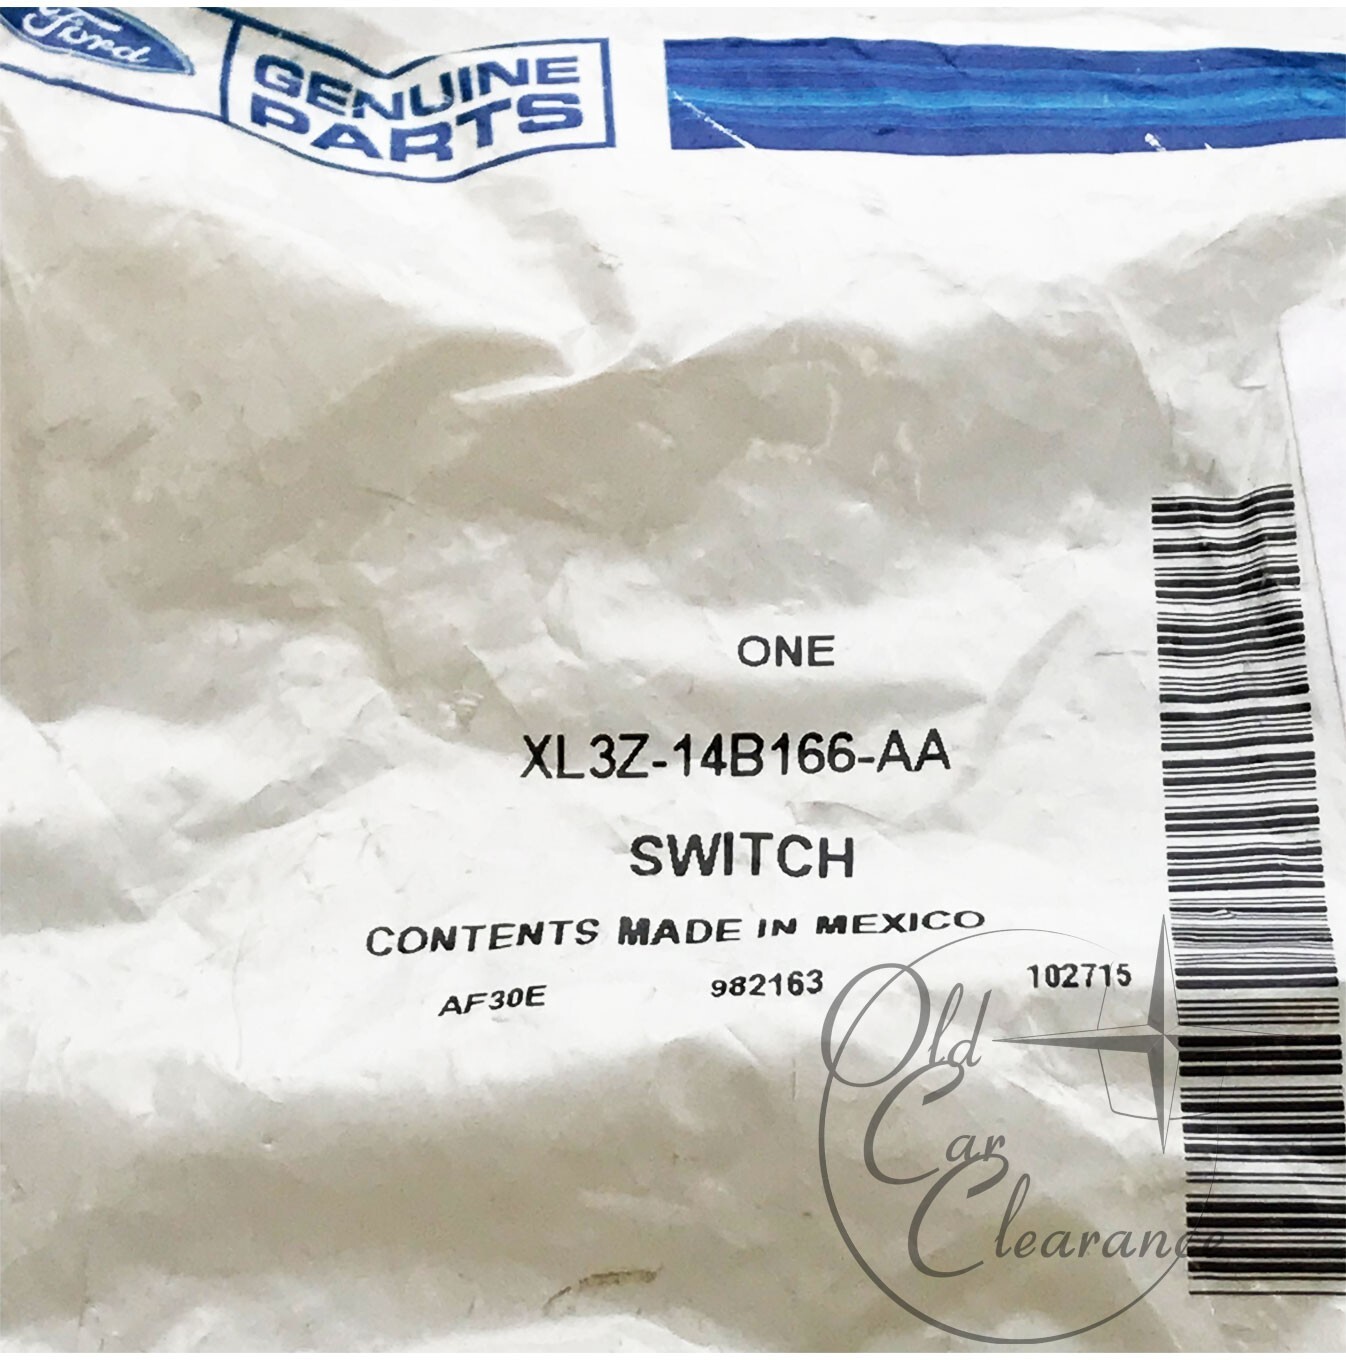 Ford
GENUINE
PARTS
ONE
XL3Z-14B166-AA
SWITCH
CONTENTS MADE IN MEXICO
AF30E 982163 102715
Old
Car
Clearance